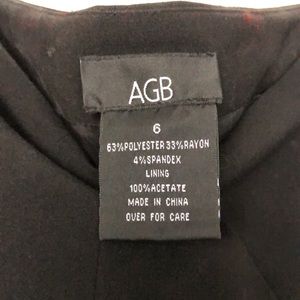 AGB
6
63%POLYESTER 33%RAYON
4%SPANDEX
LINING
100%ACETATE
MADE IN CHINA
OVER FOR CARE